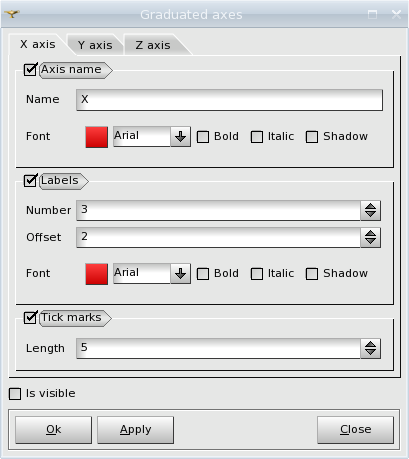 Graduated axes
X axis Y axis Z axis
Axis name
Name X
Font Arial Bold Italic Shadow
Labels
Number 3
Offset 2
Font Arial Bold Italic Shadow
Tick marks
Length 5
Is visible
Ok Apply Close